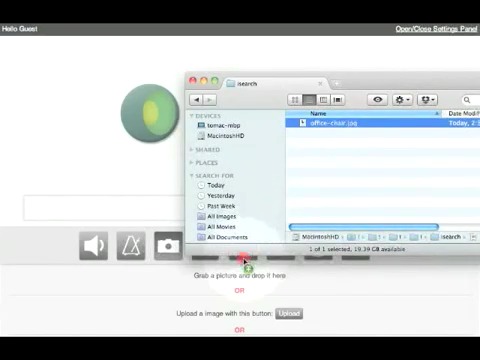 Hello Guest
Open/Close Settings Panel
isearch
DEVICES
tomac-mbp
MacintoshHD
SHARED
PLACES
SEARCH FOR
Today
Yesterday
Past Week
All Images
All Movies
All Documents
Name
Date Modi
office-chair.jpg
Today, 2:
MacintoshHD
isearch
1 of 1 selected, 19.39 GB available
Grab a picture and drop it here
OR
Upload a image with this button:
Upload
OR